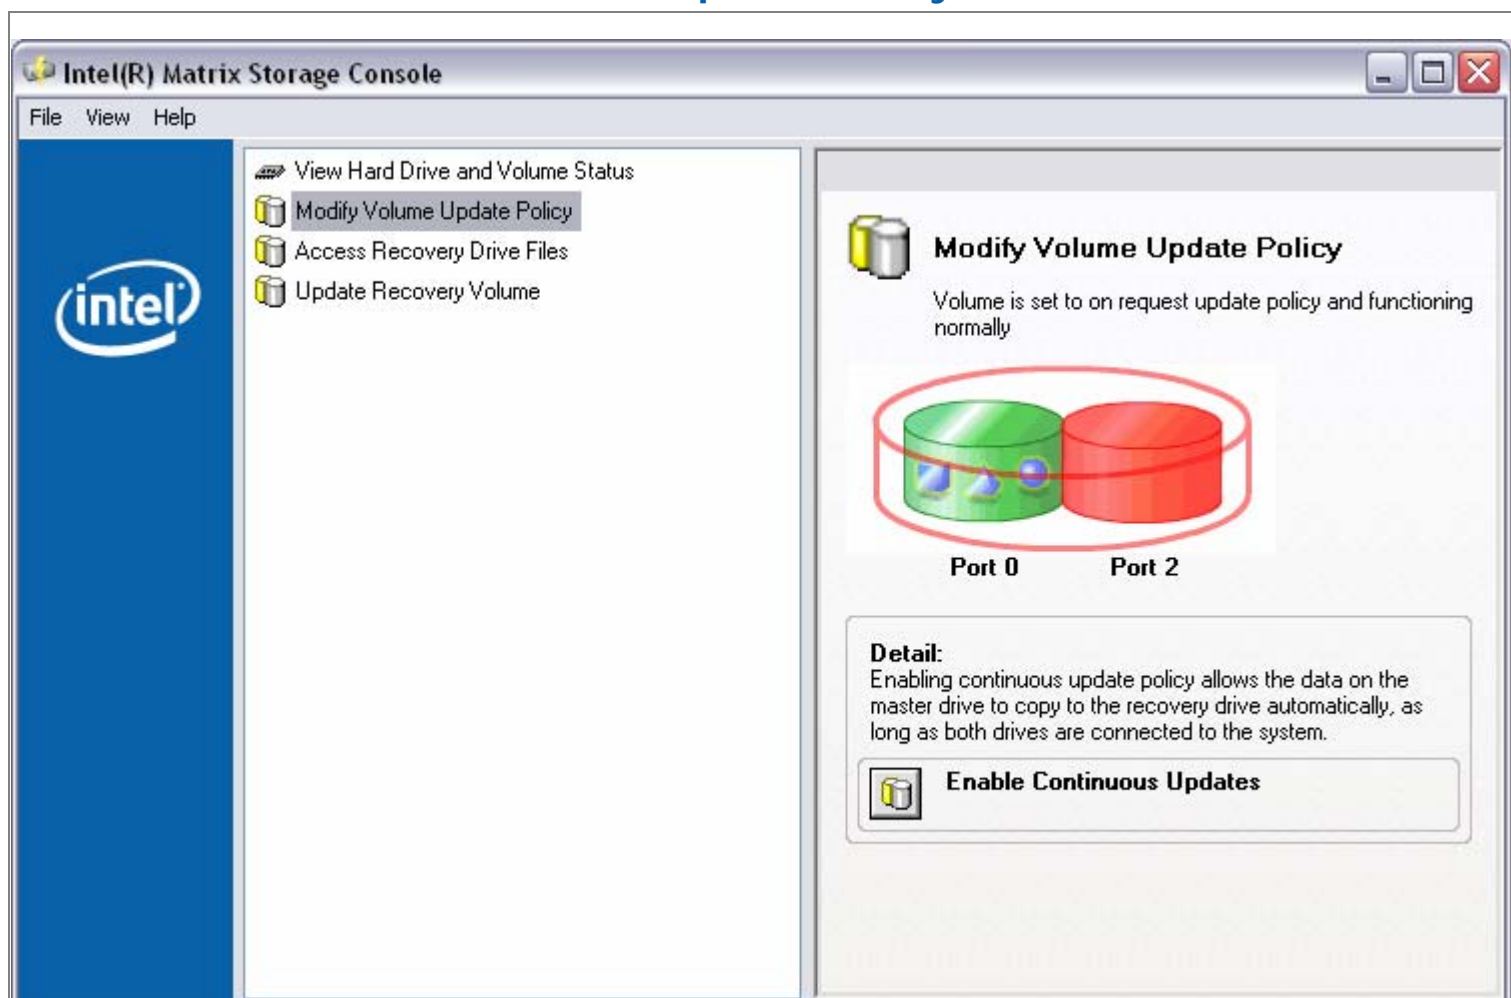 Intel(R) Matrix Storage Console
File View Help
intel
View Hard Drive and Volume Status
Modify Volume Update Policy
Access Recovery Drive Files
Update Recovery Volume
Modify Volume Update Policy
Volume is set to on request update policy and functioning
normally
Port 0 Port 2
Detail:
Enabling continuous update policy allows the data on the
master drive to copy to the recovery drive automatically, as
long as both drives are connected to the system.
Enable Continuous Updates